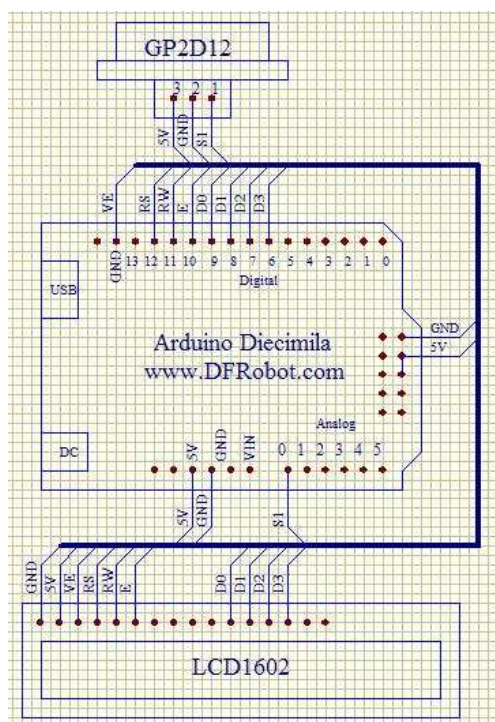 GP2D12
3 2 1
5V GND S1
VE RS RW E D0 D1 D2 D3
GND 13 12 11 10 9 8 7 6 5 4 3 2 1 0
Digital
USB
GND
5V
Arduino Diecimila
www.DFRobot.com
Analog
DC
5V GND VIN 0 1 2 3 4 5
5V GND S1
GND 5V VE RS RW E D0 D1 D2 D3
LCD1602